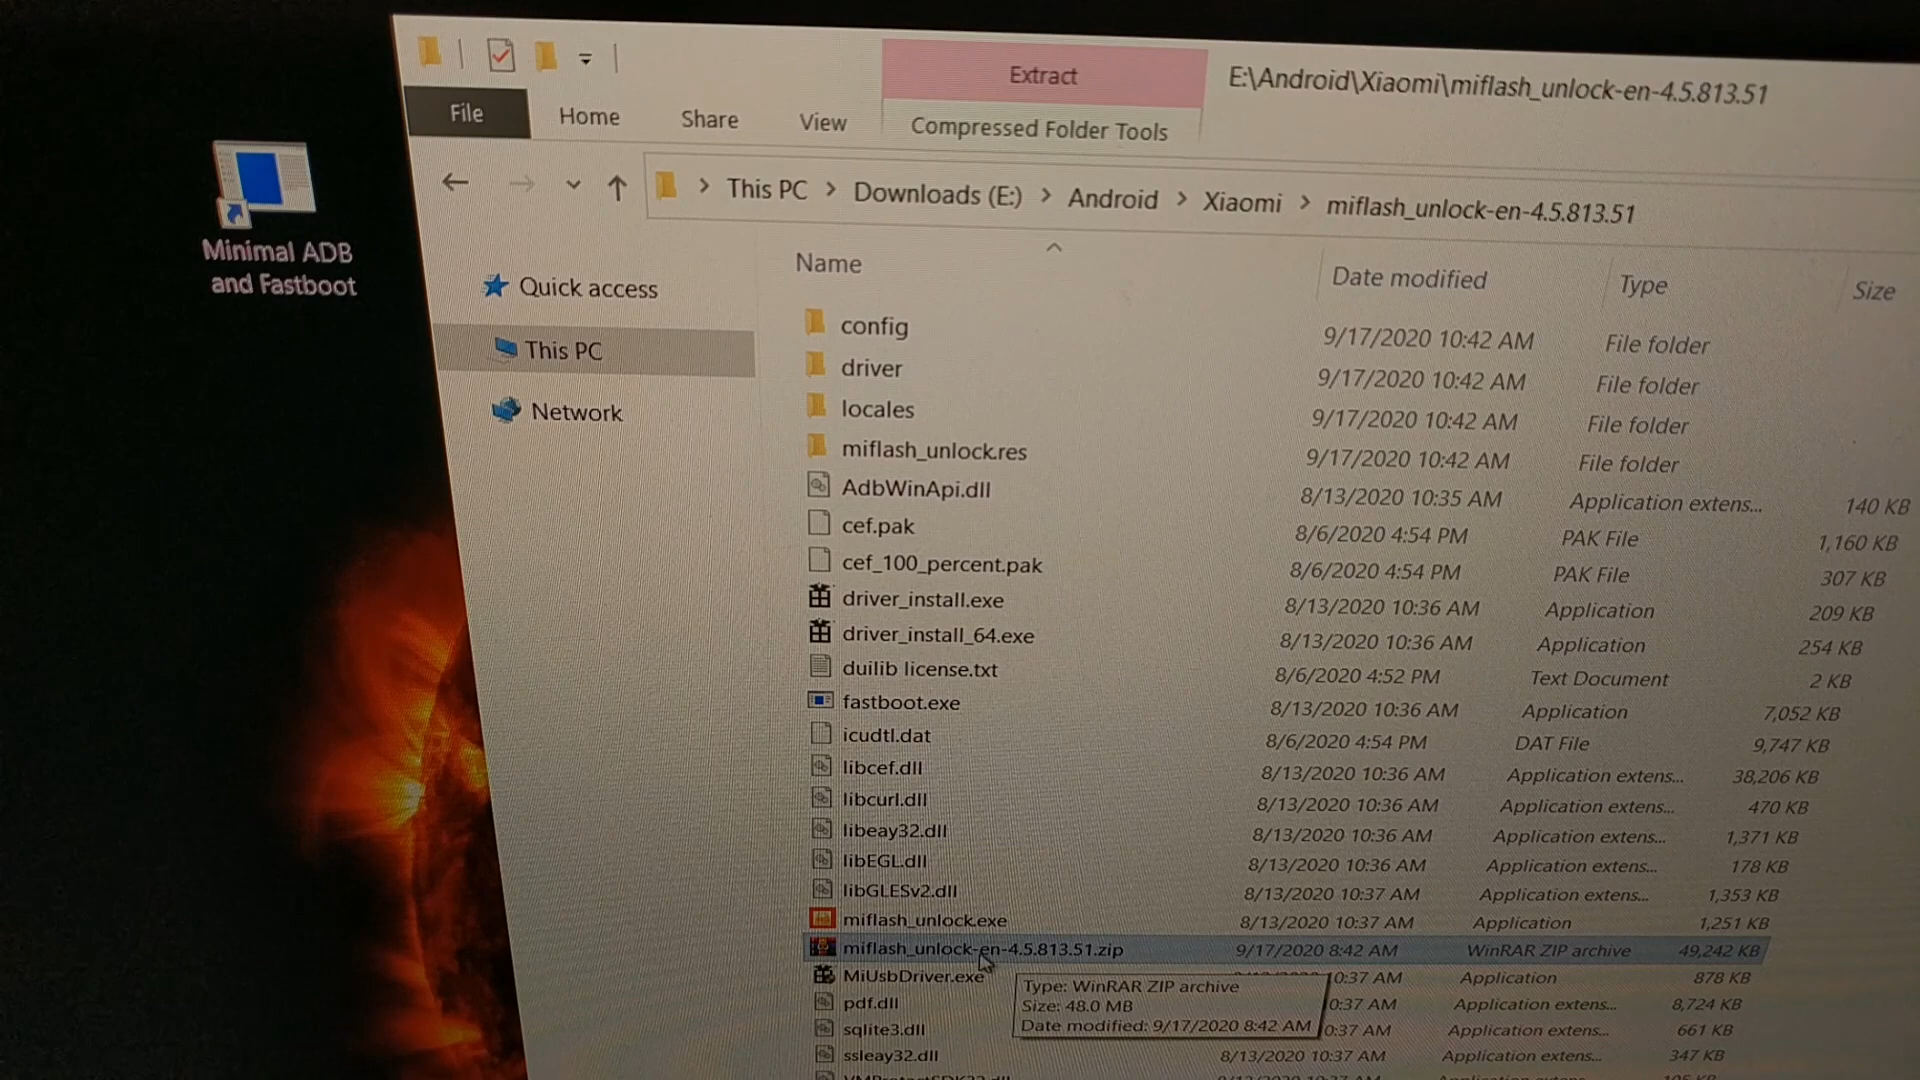 Extract
E:\Android\Xiaomi\miflash_unlock-en-4.5.813.51
File Home Share View Compressed Folder Tools
This PC Downloads (E:) Android Xiaomi miflash_unlock-en-4.5.813.51
Minimal ADB
and Fastboot
Quick access
This PC
Network
Name Date modified Type Size
config 9/17/2020 10:42 AM File folder
driver 9/17/2020 10:42 AM File folder
locales 9/17/2020 10:42 AM File folder
miflash_unlock.res 9/17/2020 10:42 AM File folder
AdbWinApi.dll 8/13/2020 10:35 AM Application extens... 140 KB
cef.pak 8/6/2020 4:54 PM PAK File 1,160 KB
cef_100_percent.pak 8/6/2020 4:54 PM PAK File 307 KB
driver_install.exe 8/13/2020 10:36 AM Application 209 KB
driver_install_64.exe 8/13/2020 10:36 AM Application 254 KB
duilib license.txt 8/6/2020 4:52 PM Text Document 2 KB
fastboot.exe 8/13/2020 10:36 AM Application 7,052 KB
icudtl.dat 8/6/2020 4:54 PM DAT File 9,747 KB
libcef.dll 8/13/2020 10:36 AM Application extens... 38,206 KB
libcurl.dll 8/13/2020 10:36 AM Application extens... 470 KB
libeay32.dll 8/13/2020 10:36 AM Application extens... 1,371 KB
libEGL.dll 8/13/2020 10:36 AM Application extens... 178 KB
libGLESv2.dll 8/13/2020 10:37 AM Application extens... 1,353 KB
miflash_unlock.exe 8/13/2020 10:37 AM Application 1,251 KB
miflash_unlock-en-4.5.813.51.zip 9/17/2020 8:42 AM WinRAR ZIP archive 49,242 KB
MiUsbDriver.exe 10:37 AM Application 878 KB
pdf.dll 0:37 AM Application extens... 8,724 KB
sqlite3.dll 0:37 AM Application extens... 661 KB
ssleay32.dll 8/13/2020 10:37 AM Application extens... 347 KB
Type: WinRAR ZIP archive
Size: 48.0 MB
Date modified: 9/17/2020 8:42 AM